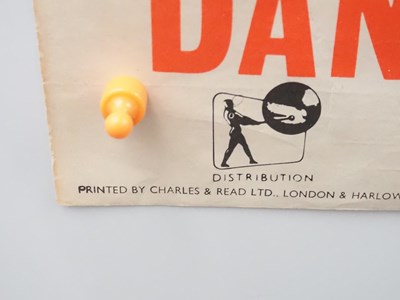 DAN
DISTRIBUTION
PRINTED BY CHARLES & READ LTD., LONDON & HARLOW